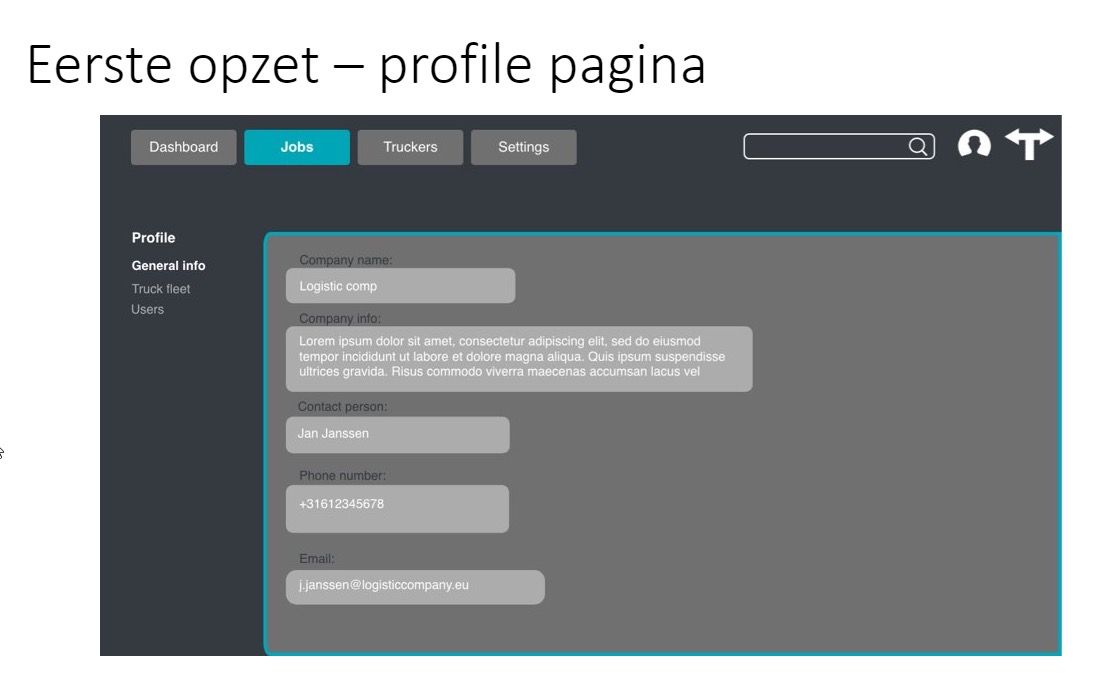 Eerste opzet – profile pagina
Dashboard
Jobs
Truckers
Settings
Profile
General info
Truck fleet
Users
Company name:
Logistic comp
Company info:
Lorem ipsum dolor sit amet, consectetur adipiscing elit, sed do eiusmod
tempor incididunt ut labore et dolore magna aliqua. Quis ipsum suspendisse
ultrices gravida. Risus commodo viverra maecenas accumsan lacus vel
Contact person:
Jan Janssen
Phone number:
+31612345678
Email:
j.janssen@logisticcompany.eu